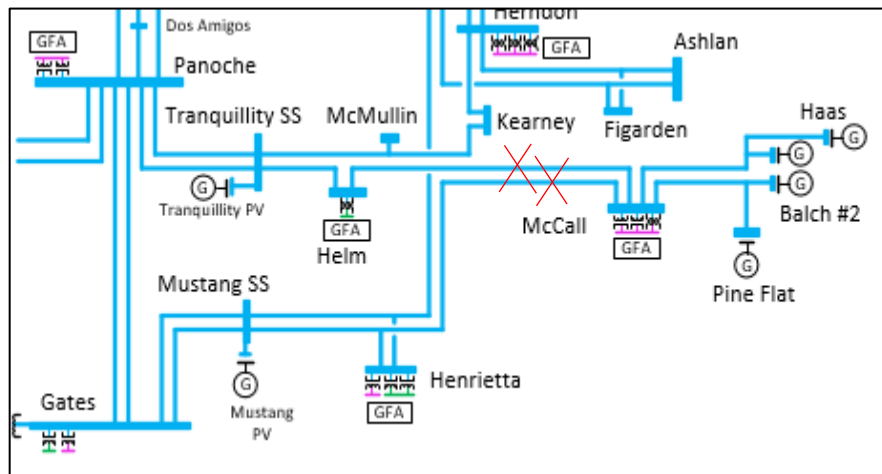 Herndon
Dos Amigos
GFA
GFA
Ashlan
Panoche
Tranquillity SS
McMullin
Kearney
Figarden
Haas
G
G
G
G
Tranquillity PV
Balch #2
McCall
GFA
GFA
Helm
G
Pine Flat
Mustang SS
Henrietta
G
GFA
Gates
Mustang
PV